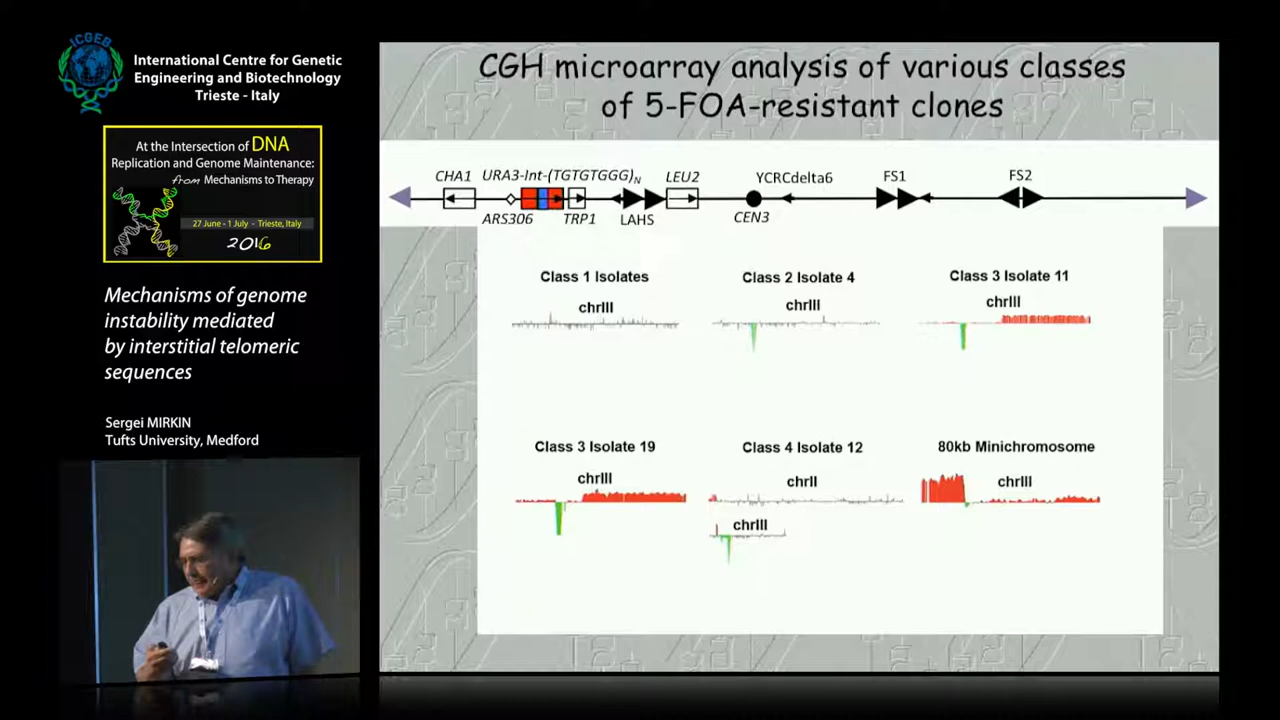 ICGEB
International Centre for Genetic
Engineering and Biotechnology
Trieste - Italy
At the Intersection of DNA
Replication and Genome Maintenance:
from Mechanisms to Therapy
27 June - 1 July - Trieste, Italy
2016
Mechanisms of genome
instability mediated
by interstitial telomeric
sequences
Sergei MIRKIN
Tufts University, Medford
CGH microarray analysis of various classes
of 5-FOA-resistant clones
CHA1 URA3-Int-(TGTGTGGG)N LEU2 YCRCdelta6 FS1 FS2
ARS306 TRP1 LAHS CEN3
Class 1 Isolates Class 2 Isolate 4 Class 3 Isolate 11
chrIII chrIII chrIII
Class 3 Isolate 19 Class 4 Isolate 12 80kb Minichromosome
chrIII chrII chrIII
chrIII